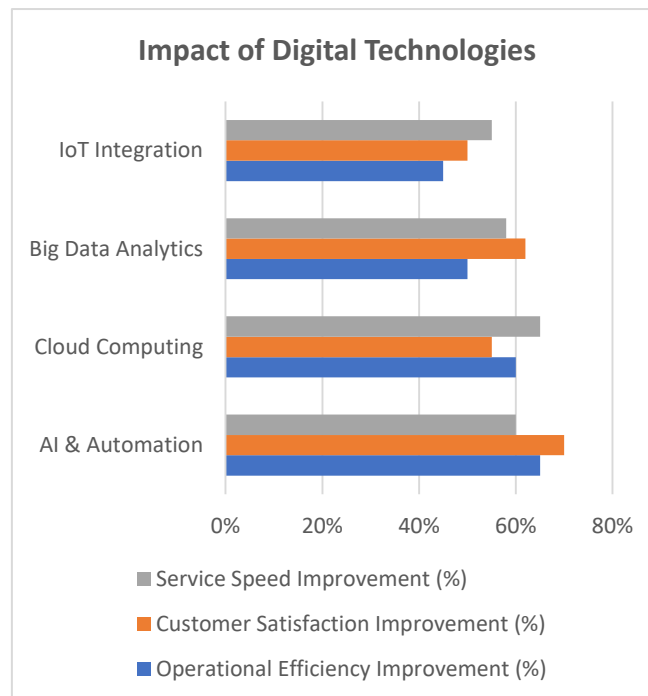 Impact of Digital Technologies
IoT Integration
Big Data Analytics
Cloud Computing
AI & Automation
0% 20% 40% 60% 80%
Service Speed Improvement (%)
Customer Satisfaction Improvement (%)
Operational Efficiency Improvement (%)